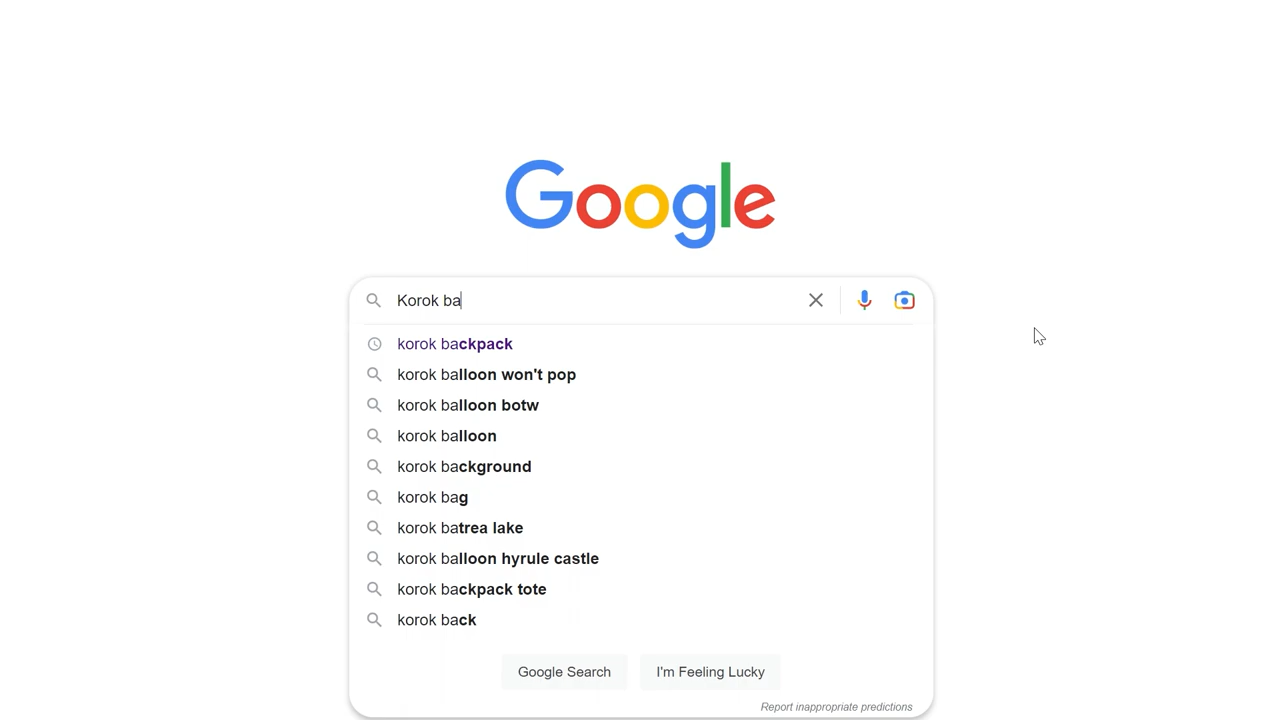 Google
Korok ba
korok backpack
korok balloon won't pop
korok balloon botw
korok balloon
korok background
korok bag
korok batrea lake
korok balloon hyrule castle
korok backpack tote
korok back
Google Search I'm Feeling Lucky
Report inappropriate predictions